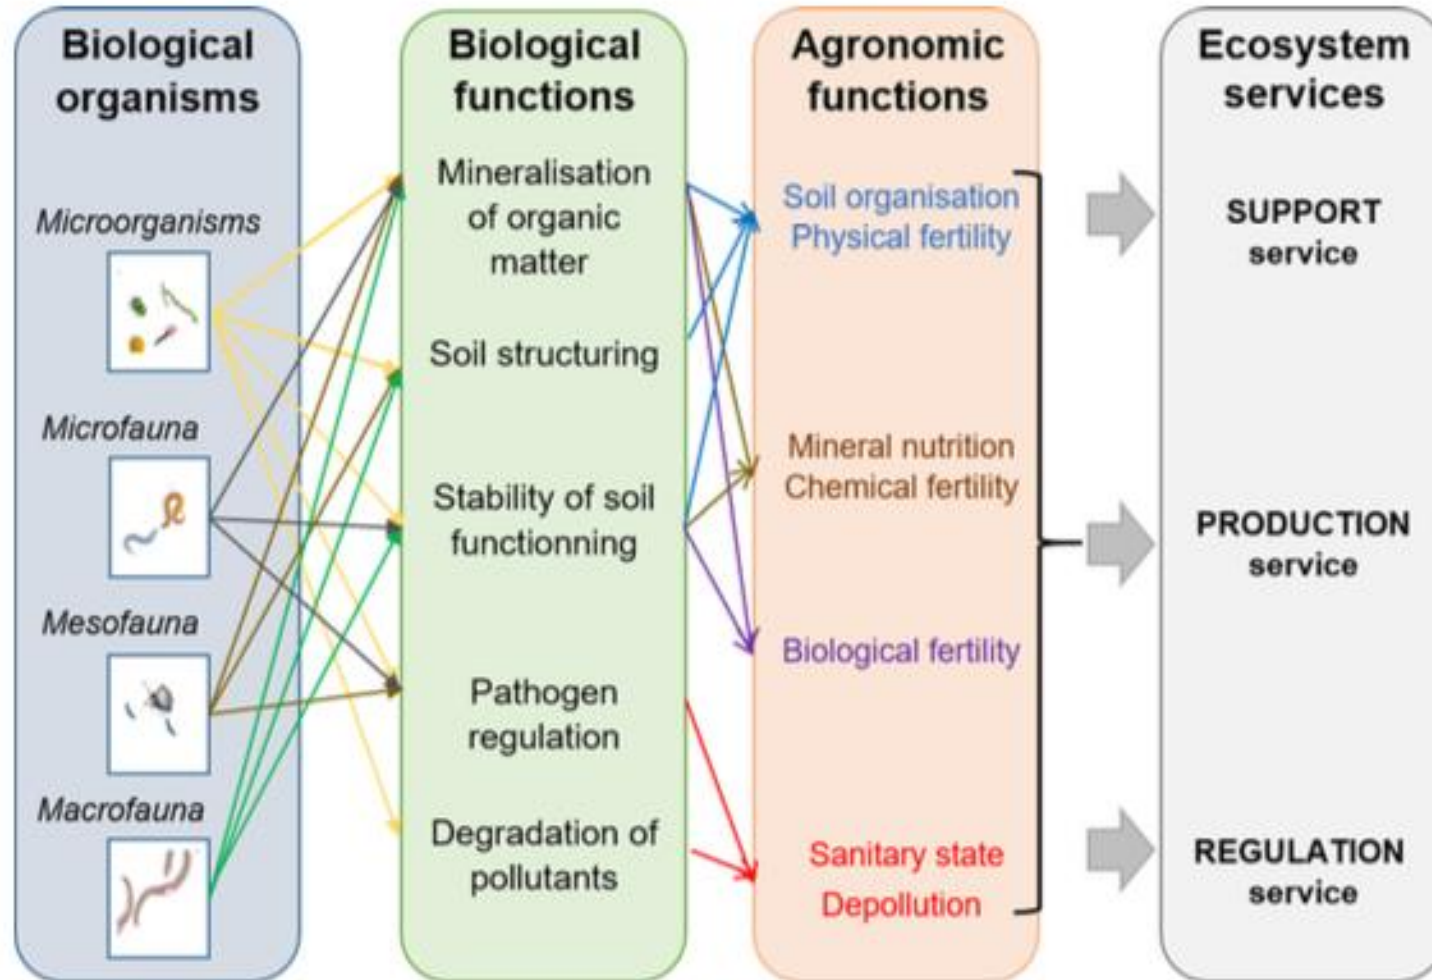 Biological
organisms
Microorganisms
Microfauna
Mesofauna
Macrofauna
Biological
functions
Mineralisation
of organic
matter
Soil structuring
Stability of soil
functionning
Pathogen
regulation
Degradation of
pollutants
Agronomic
functions
Soil organisation
Physical fertility
Mineral nutrition
Chemical fertility
Biological fertility
Sanitary state
Depollution
Ecosystem
services
SUPPORT
service
PRODUCTION
service
REGULATION
service